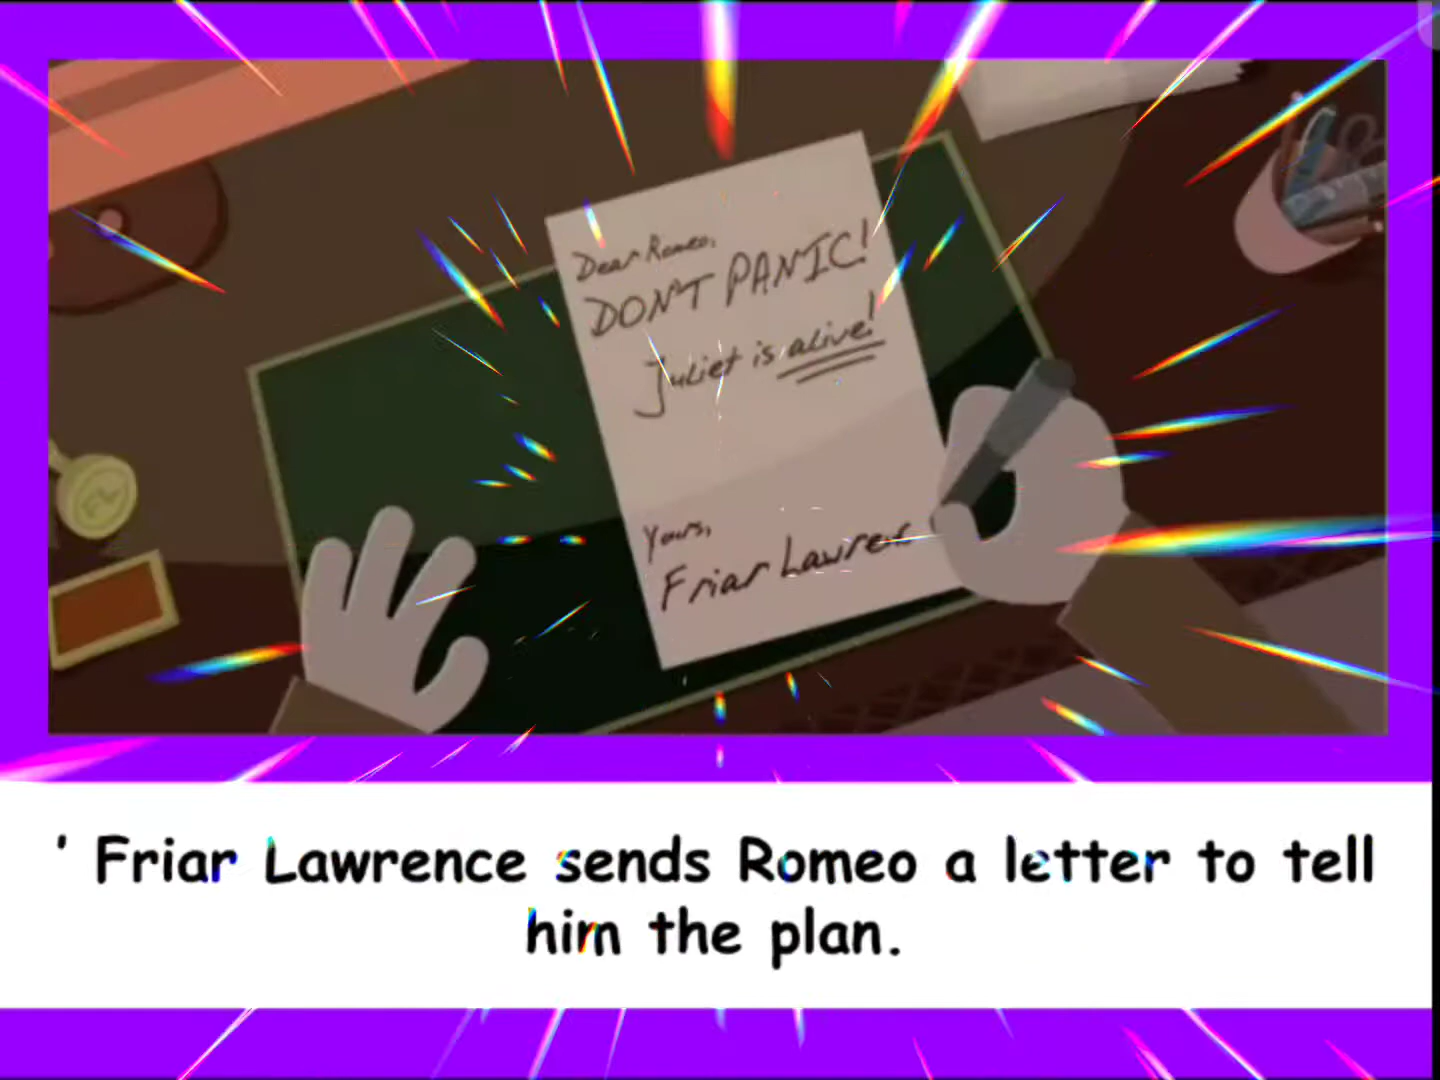 Dear Romeo,
DON'T PANIC!
Juliet is alive!
Yours,
Friar Lawrenc
' Friar Lawrence sends Romeo a letter to tell
him the plan.